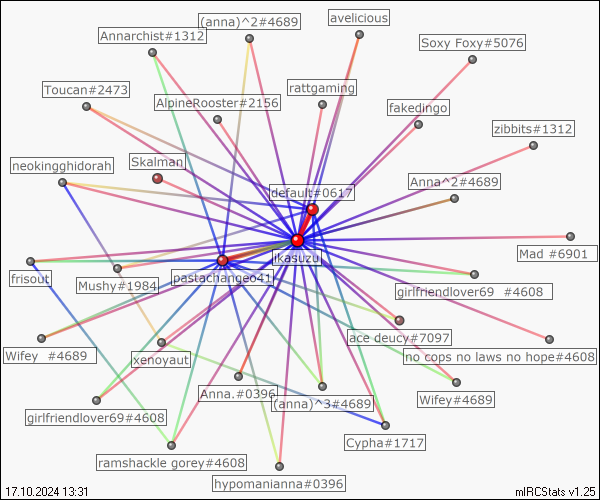 (anna)^2#4689
avelicious
Annarchist#1312
Soxy Foxy#5076
Toucan#2473
AlpineRooster#2156
rattgaming
fakedingo
zibbits#1312
neokingghidorah
Skalman
default#0617
Anna^2#4689
ikasuzu
Mad #6901
frisout
Mushy#1984
pastachangeo41
girlfriendlover69 #4608
Wifey #4689
xenoyaut
ace deucy#7097
no cops no laws no hope#4608
girlfriendlover69#4608
Anna.#0396
(anna)^3#4689
Wifey#4689
Cypha#1717
ramshackle gorey#4608
hypomanianna#0396
17.10.2024 13:31
mIRCStats v1.25